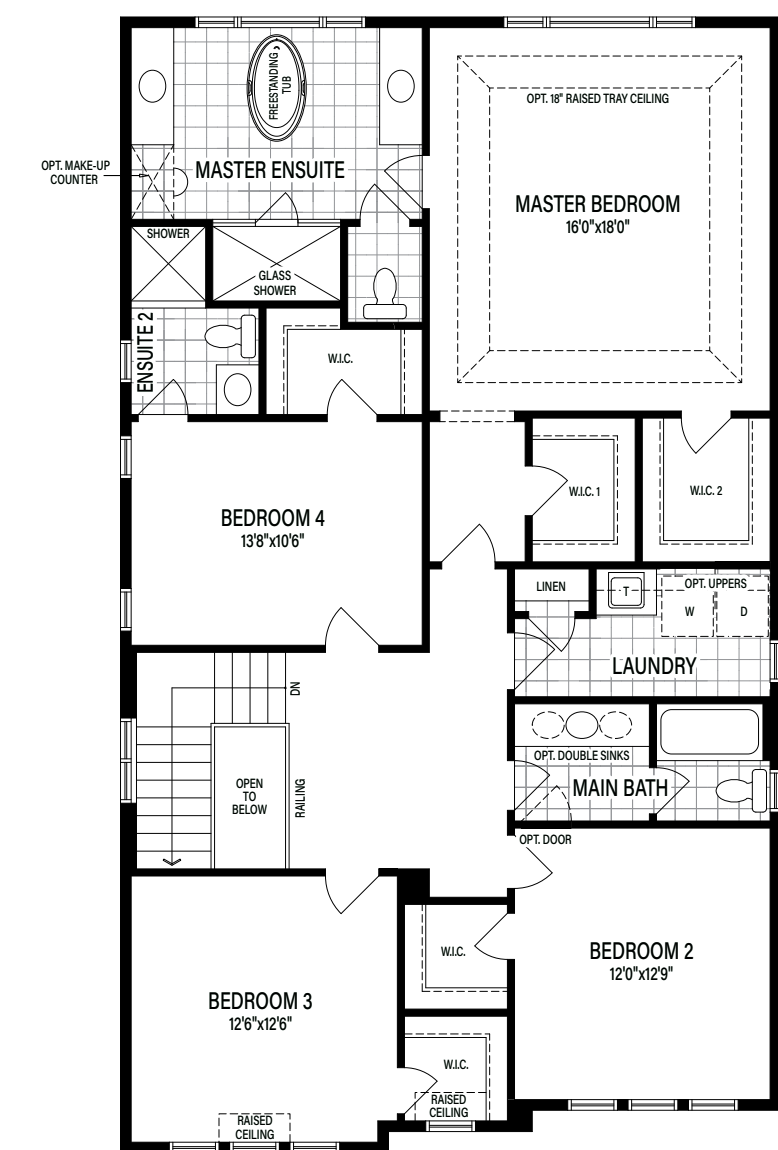 FREESTANDING
TUB
OPT. 18" RAISED TRAY CEILING
OPT. MAKE-UP
COUNTER
MASTER ENSUITE
MASTER BEDROOM
16'0"x18'0"
SHOWER
GLASS
SHOWER
ENSUITE 2
W.I.C.
W.I.C. 1
W.I.C. 2
BEDROOM 4
13'8"x10'6"
LINEN
T
OPT. UPPERS
W
D
LAUNDRY
DN
OPEN
TO
BELOW
RAILING
OPT. DOUBLE SINKS
MAIN BATH
OPT. DOOR
W.I.C.
BEDROOM 2
12'0"x12'9"
BEDROOM 3
12'6"x12'6"
W.I.C.
RAISED
CEILING
RAISED
CEILING